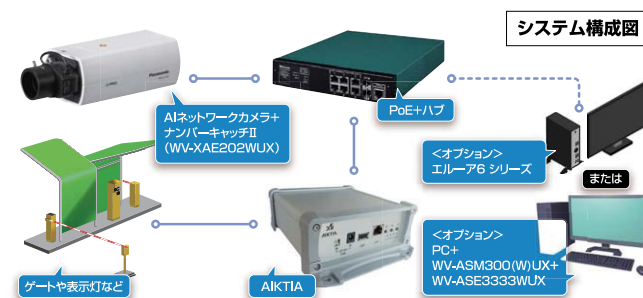 システム構成図
Panasonic
AIネットワークカメラ+
ナンバーキャッチⅡ
(WV-XAE202WUX)
PoE+ハブ
<オプション>
エルーア6 シリーズ
または
<オプション>
PC+
WV-ASM300(W)UX+
WV-ASE3333WUX
AIKTIA
AIKTIA
ゲートや表示灯など